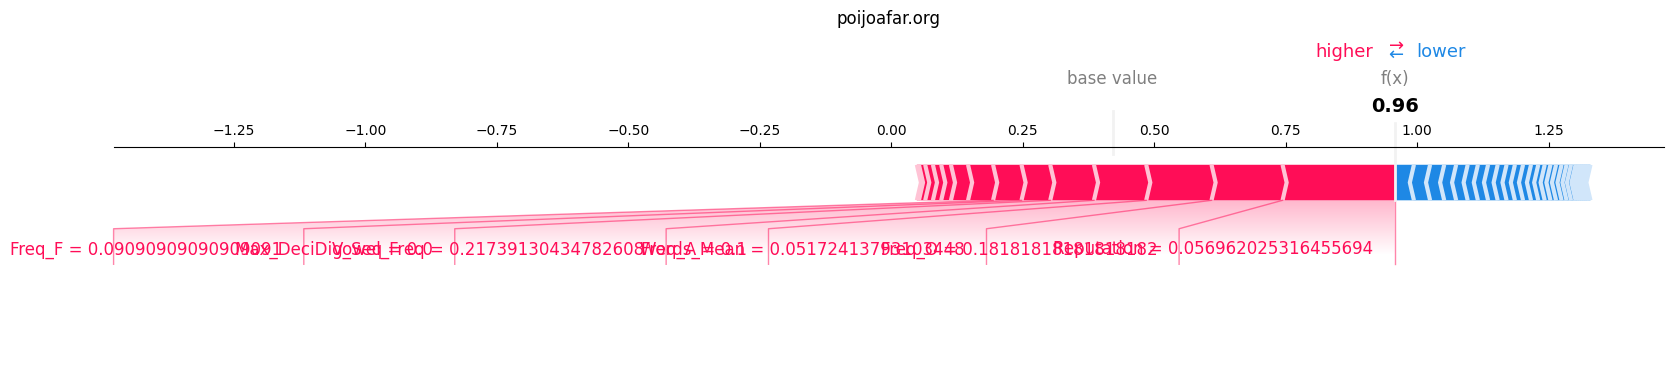 poijoafar.org
higher → ← lower
base value f(x)
0.96
−1.25 −1.00 −0.75 −0.50 −0.25 0.00 0.25 0.50 0.75 1.00 1.25
Freq_F = 0.09090909090909091 = 0.0 Vowel_Freq = 0.21739130434782608 = 0.1 = 0.05172413793103448 = 0.18181818181818182 Reputation = 0.056962025316455694